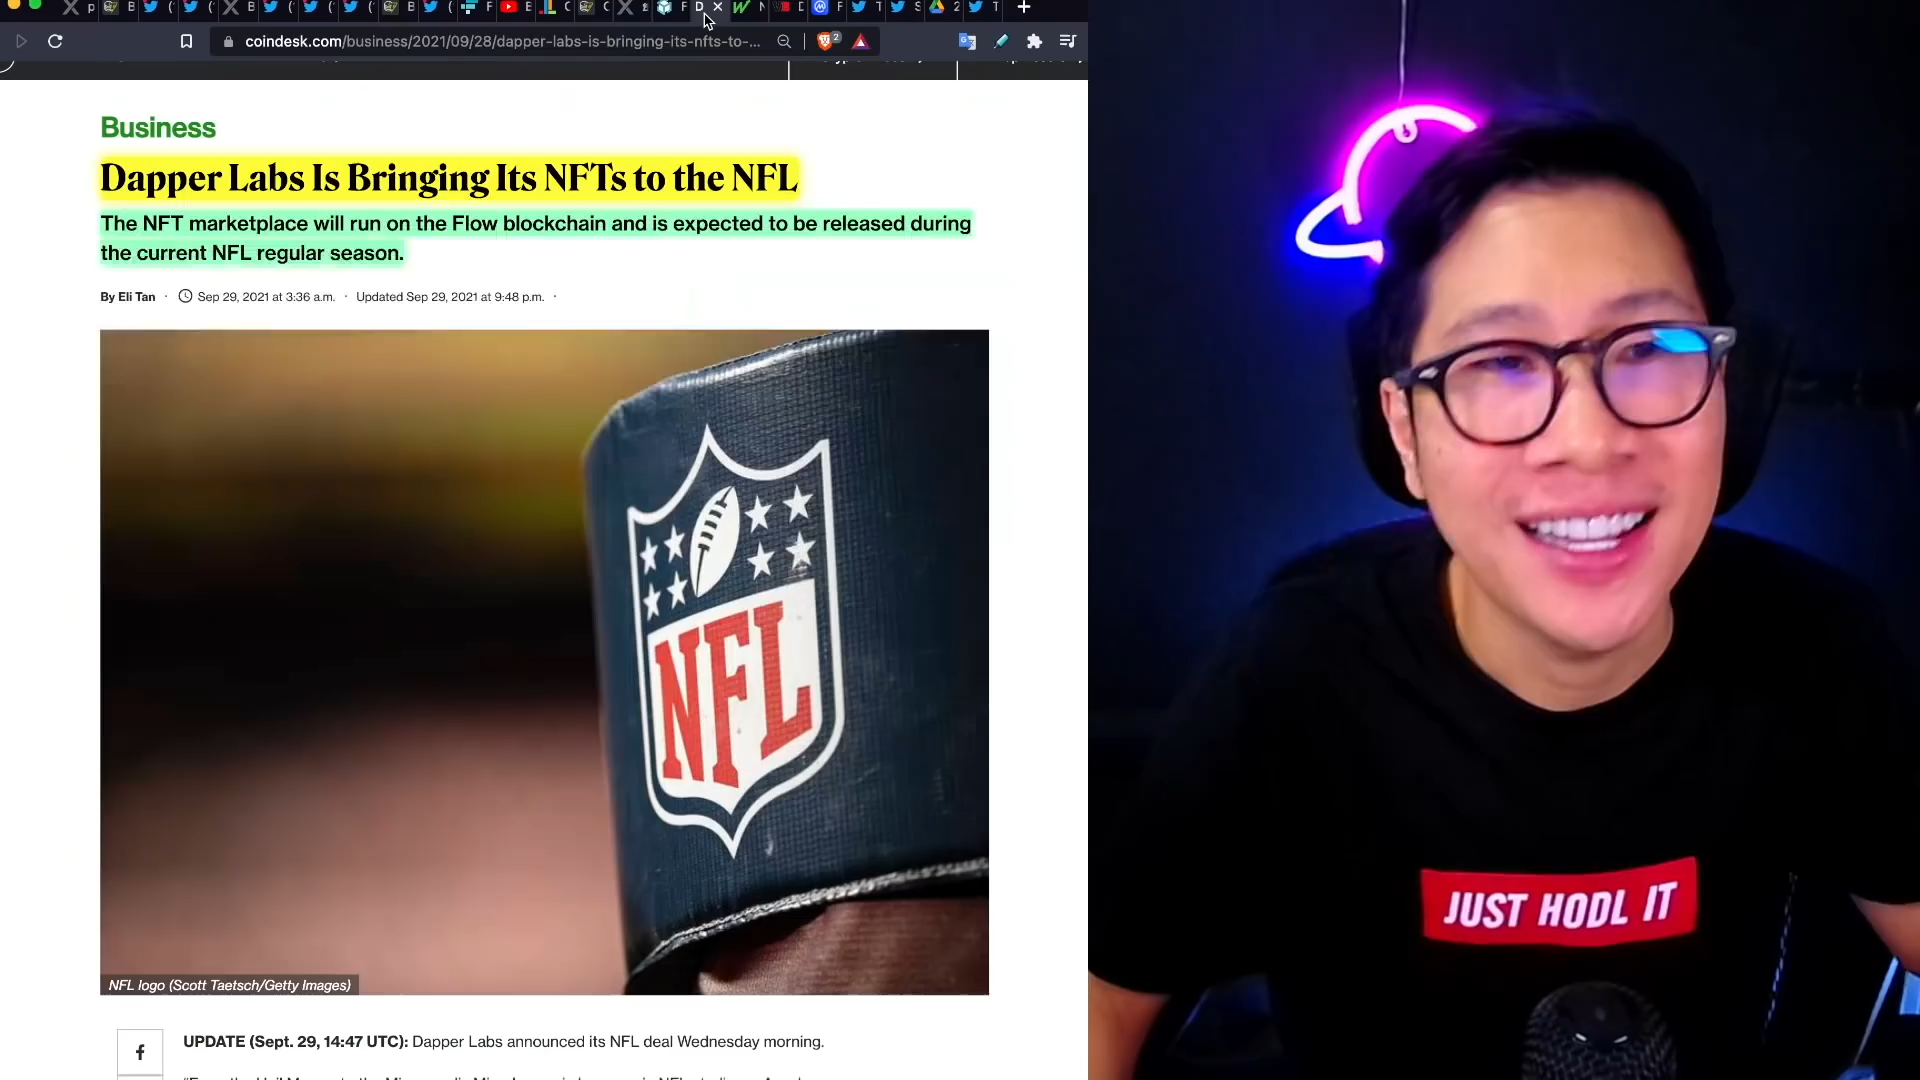 coindesk.com/business/2021/09/28/dapper-labs-is-bringing-its-nfts-to-...
2
Business
Dapper Labs Is Bringing Its NFTs to the NFL
The NFT marketplace will run on the Flow blockchain and is expected to be released during
the current NFL regular season.
By Eli Tan · Sep 29, 2021 at 3:36 a.m. · Updated Sep 29, 2021 at 9:48 p.m. ·
NFL
NFL logo (Scott Taetsch/Getty Images)
JUST HODL IT
UPDATE (Sept. 29, 14:47 UTC): Dapper Labs announced its NFL deal Wednesday morning.